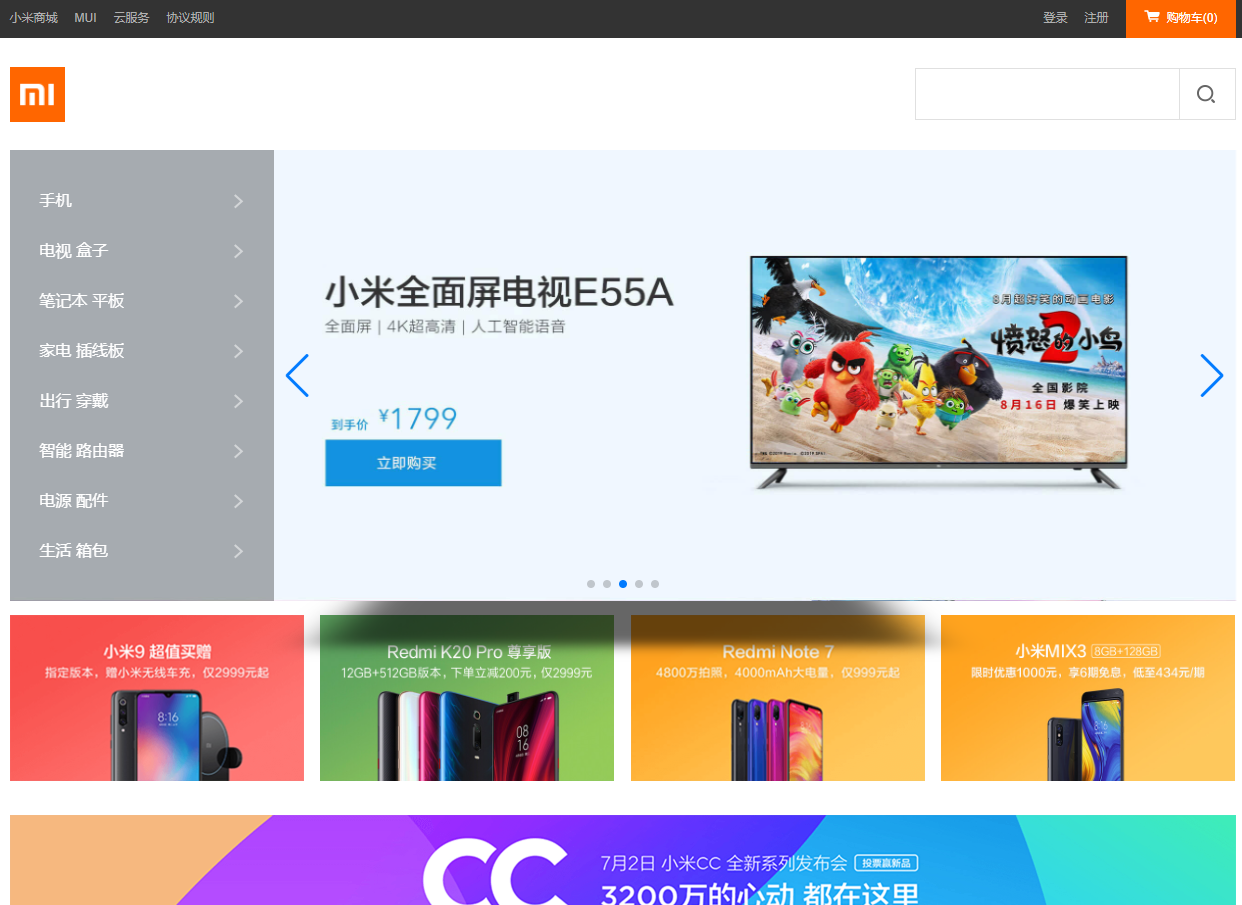 小米商城 MUI 云服务 协议规则 登录 注册 购物车(0)
MI
手机
电视 盒子
笔记本 平板
家电 插线板
出行 穿戴
智能 路由器
电源 配件
生活 箱包
小米全面屏电视E55A
全面屏 | 4K超高清 | 人工智能语音
到手价 ¥1799
立即购买
8月超好笑的动画电影
愤怒的小鸟2
全国影院
8月16日 爆笑上映
小米9 超值买赠
指定版本，赠小米无线车充，仅2999元起
8:16
Redmi K20 Pro 尊享版
12GB+512GB版本，下单立减200元，仅2999元
08
16
Redmi Note 7
4800万拍照，4000mAh大电量，仅999元起
小米MIX3 8GB+128GB
限时优惠1000元，享6期免息，低至434元/期
8:16
CC
7月2日 小米CC 全新系列发布会 投票赢新品
3200万的心动 都在这里